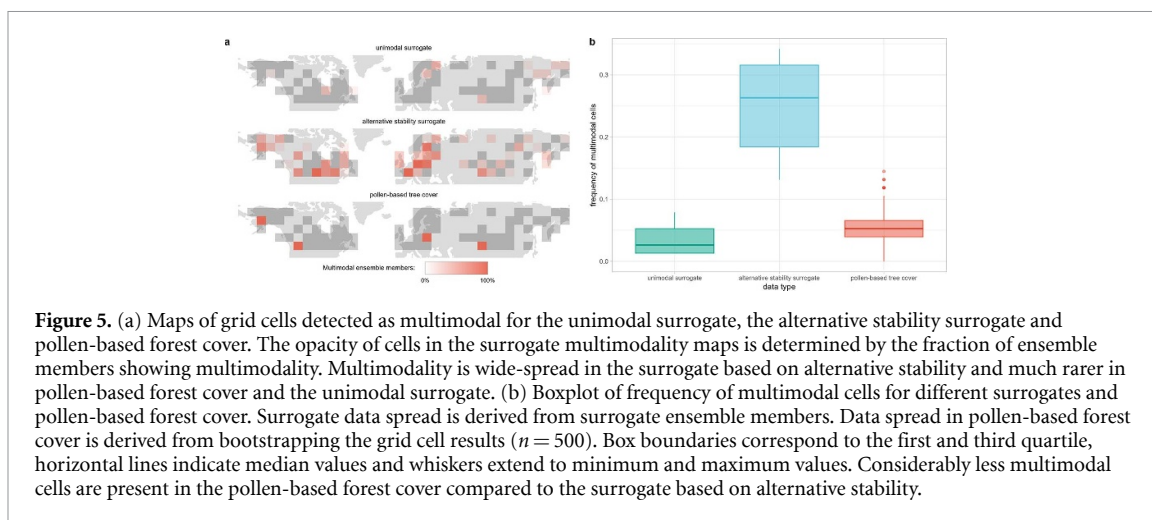 a
unimodal surrogate
alternative stability surrogate
pollen-based tree cover
Multimodal ensemble members:
0%
100%
b
frequency of multimodal cells
0.3
0.2
0.1
0.0
unimodal surrogate
alternative stability surrogate
pollen-based tree cover
data type
Figure 5. (a) Maps of grid cells detected as multimodal for the unimodal surrogate, the alternative stability surrogate and
pollen-based forest cover. The opacity of cells in the surrogate multimodality maps is determined by the fraction of ensemble
members showing multimodality. Multimodality is wide-spread in the surrogate based on alternative stability and much rarer in
pollen-based forest cover and the unimodal surrogate. (b) Boxplot of frequency of multimodal cells for different surrogates and
pollen-based forest cover. Surrogate data spread is derived from surrogate ensemble members. Data spread in pollen-based forest
cover is derived from bootstrapping the grid cell results (n = 500). Box boundaries correspond to the first and third quartile,
horizontal lines indicate median values and whiskers extend to minimum and maximum values. Considerably less multimodal
cells are present in the pollen-based forest cover compared to the surrogate based on alternative stability.